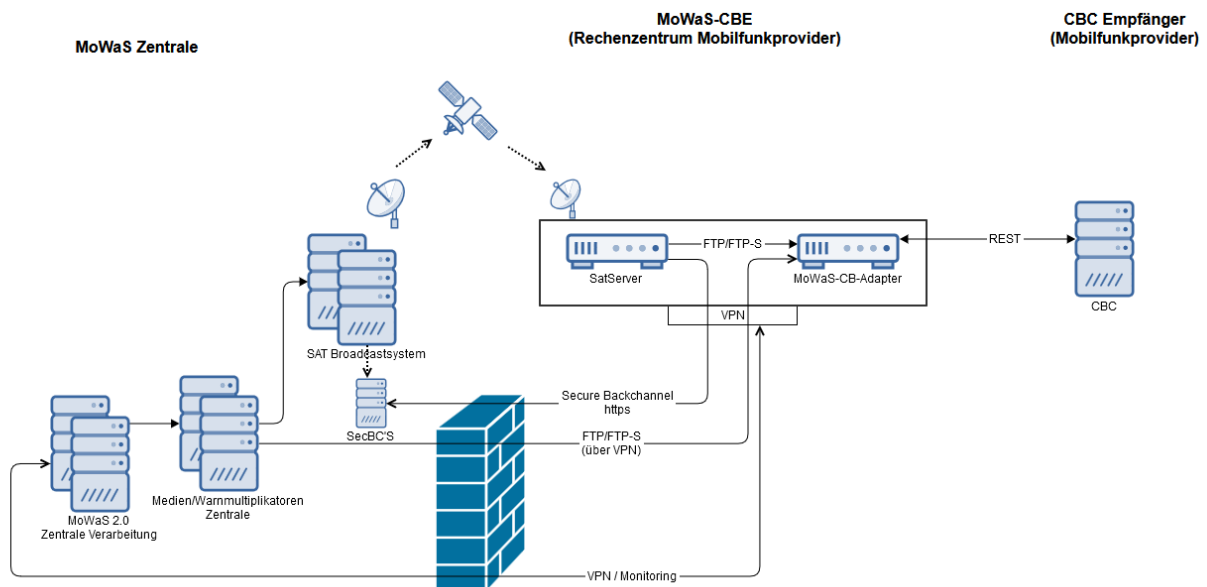 MoWaS Zentrale
MoWaS-CBE
(Rechenzentrum Mobilfunkprovider)
CBC Empfänger
(Mobilfunkprovider)
FTP/FTP-S
REST
SatServer
MoWaS-CB-Adapter
CBC
VPN
SAT Broadcastsystem
Secure Backchannel
https
SecBC'S
FTP/FTP-S
(über VPN)
Medien/Warnmultiplikatoren
Zentrale
MoWaS 2.0
Zentrale Verarbeitung
VPN / Monitoring